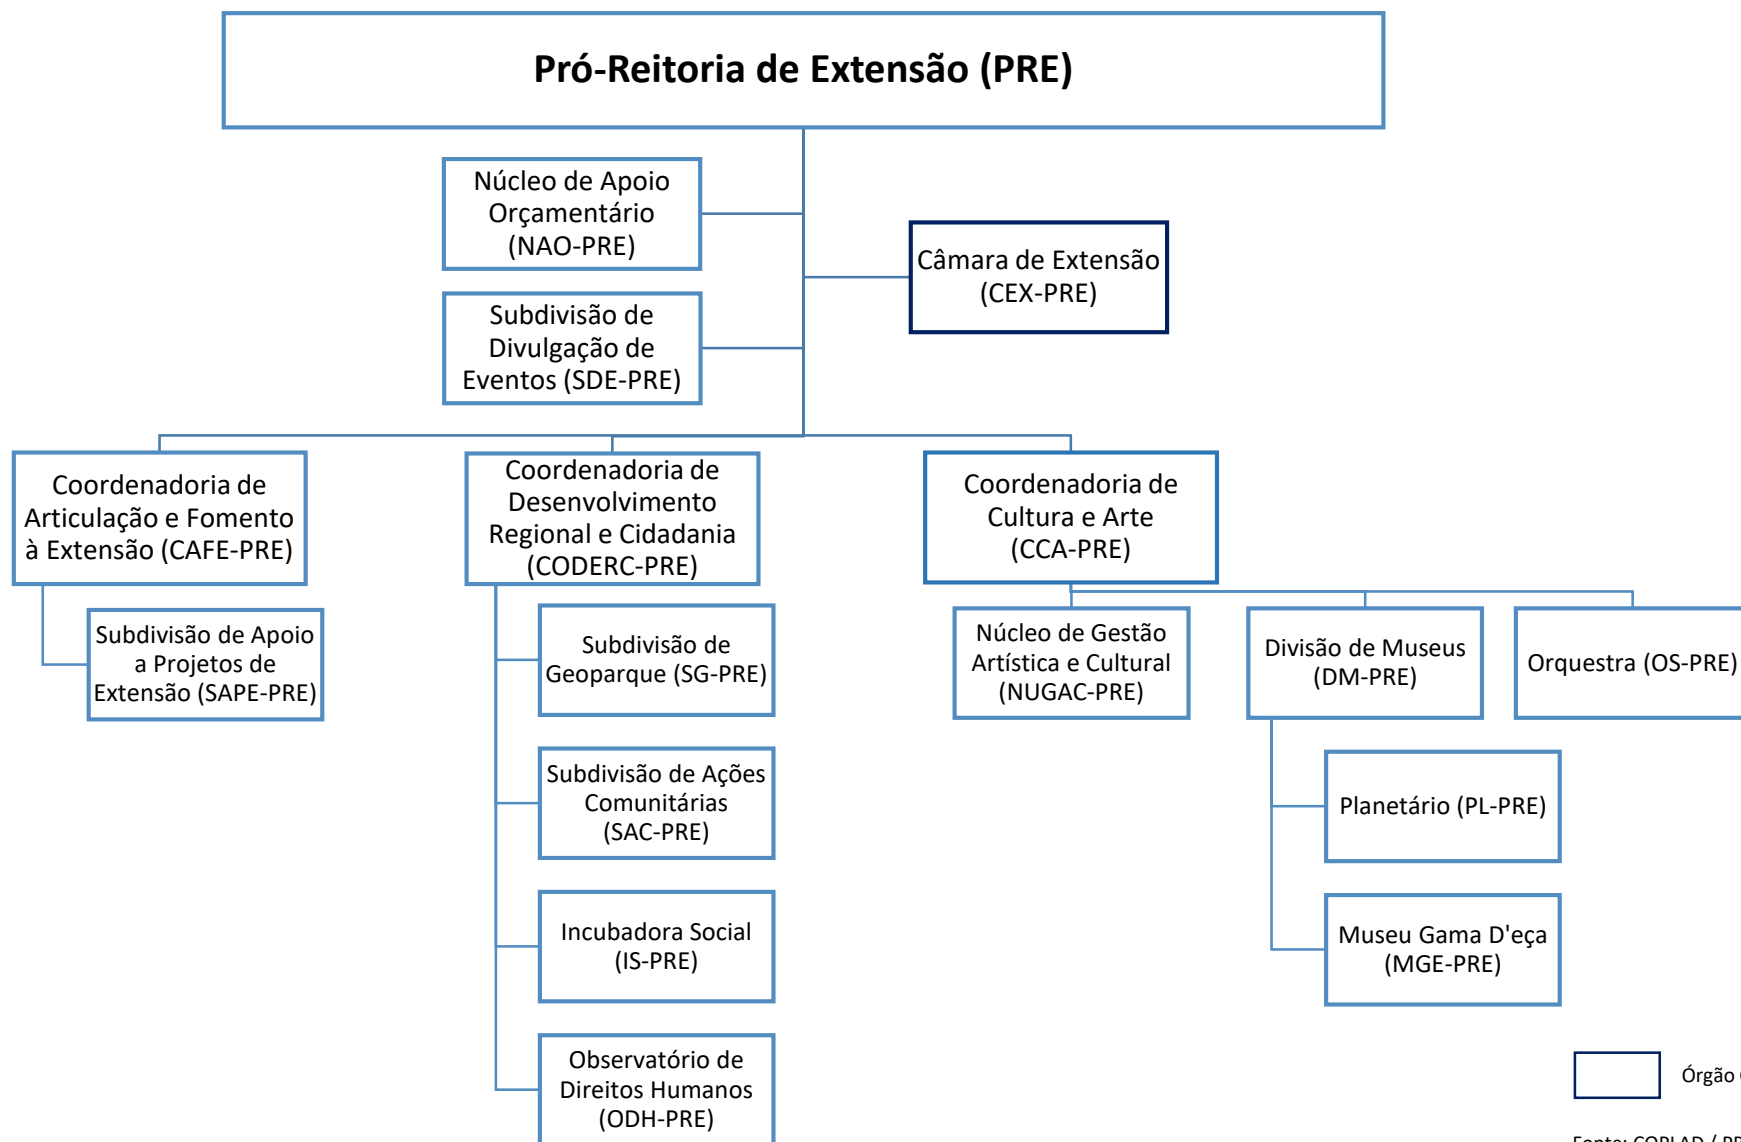 Pró-Reitoria de Extensão (PRE)
Núcleo de Apoio
Orçamentário
(NAO-PRE)
Câmara de Extensão
(CEX-PRE)
Subdivisão de
Divulgação de
Eventos (SDE-PRE)
Coordenadoria de
Articulação e Fomento
à Extensão (CAFE-PRE)
Subdivisão de Apoio
a Projetos de
Extensão (SAPE-PRE)
Coordenadoria de
Desenvolvimento
Regional e Cidadania
(CODERC-PRE)
Subdivisão de
Geoparque (SG-PRE)
Subdivisão de Ações
Comunitárias
(SAC-PRE)
Incubadora Social
(IS-PRE)
Observatório de
Direitos Humanos
(ODH-PRE)
Coordenadoria de
Cultura e Arte
(CCA-PRE)
Núcleo de Gestão
Artística e Cultural
(NUGAC-PRE)
Divisão de Museus
(DM-PRE)
Orquestra (OS-PRE)
Planetário (PL-PRE)
Museu Gama D'eça
(MGE-PRE)
Órgão